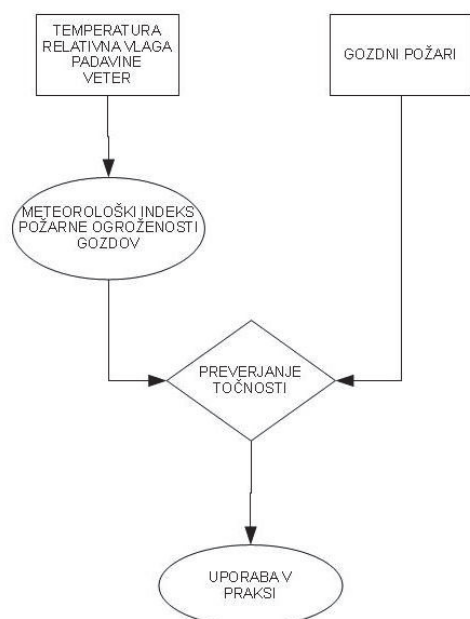 TEMPERATURA
RELATIVNA VLAGA
PADAVINE
VETER
GOZDNI POŽARI
METEOROLOŠKI INDEKS
POŽARNE OGROŽENOSTI
GOZDOV
PREVERJANJE
TOČNOSTI
UPORABA V
PRAKSI